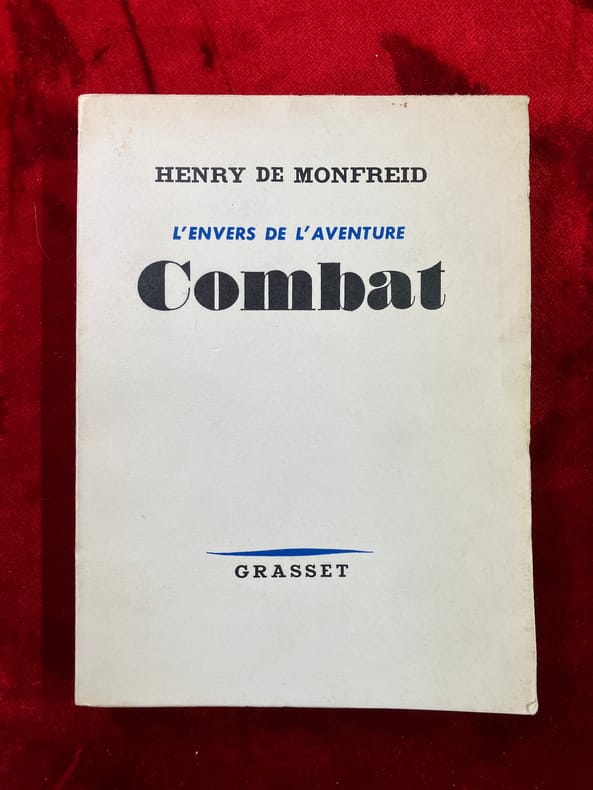 HENRY DE MONFREID
L'ENVERS DE L'AVENTURE
Combat
GRASSET